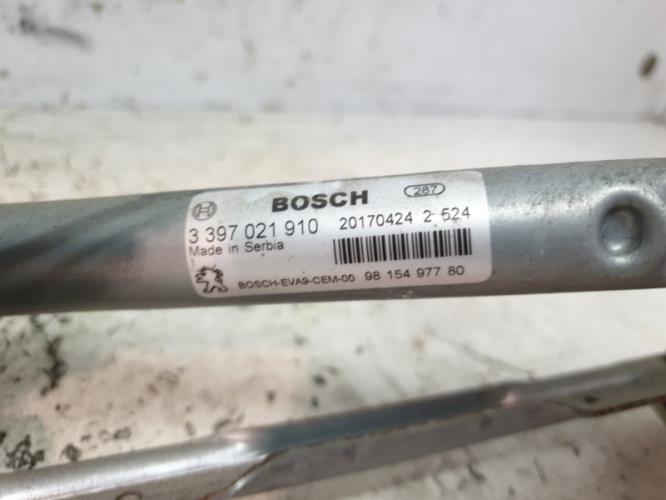 BOSCH 287
3 397 021 910 20170424 2-524
Made in Serbia
BOSCH-EVA9-CEM-00 98 154 977 80